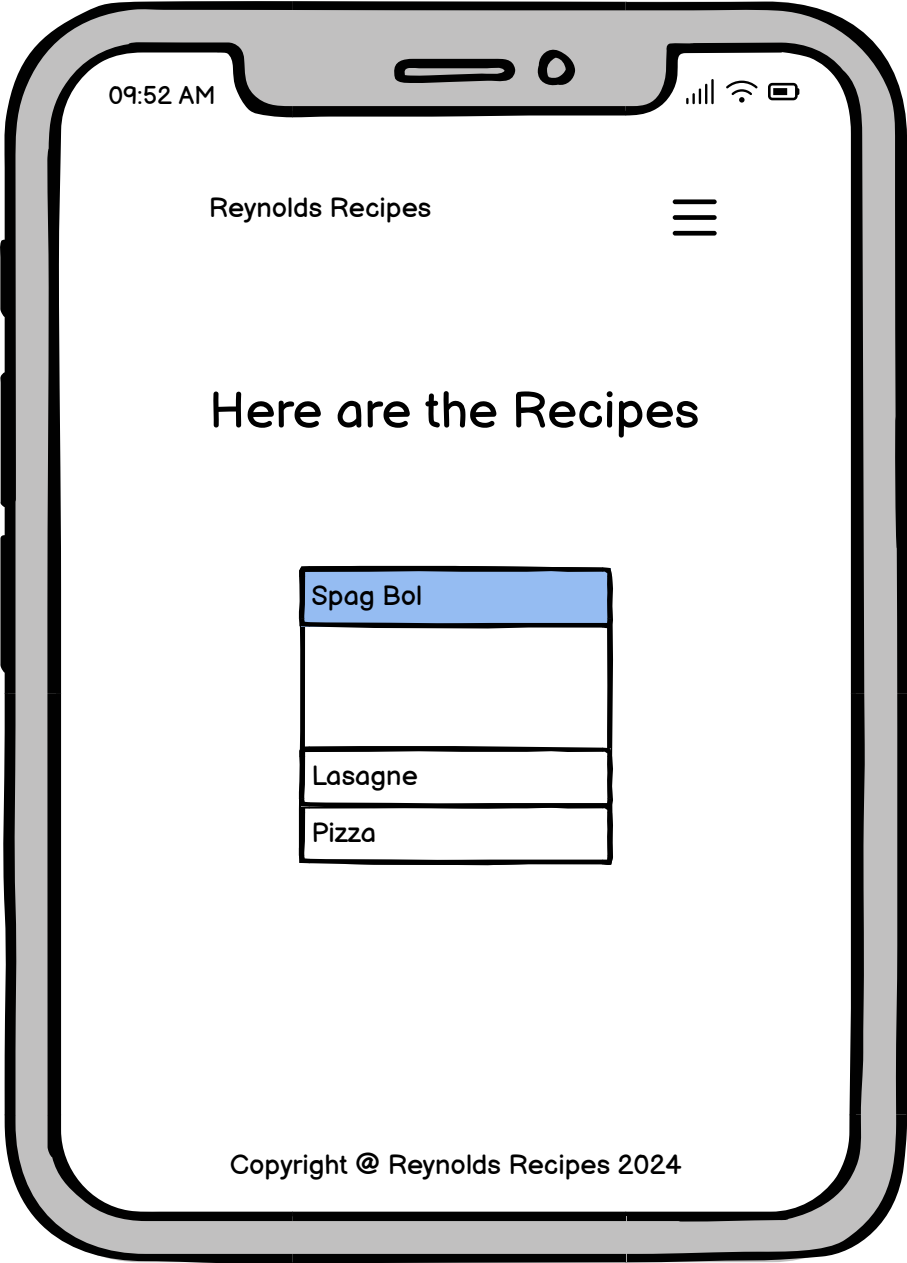 09:52 AM
Reynolds Recipes
Here are the Recipes
Spag Bol
Lasagne
Pizza
Copyright @ Reynolds Recipes 2024